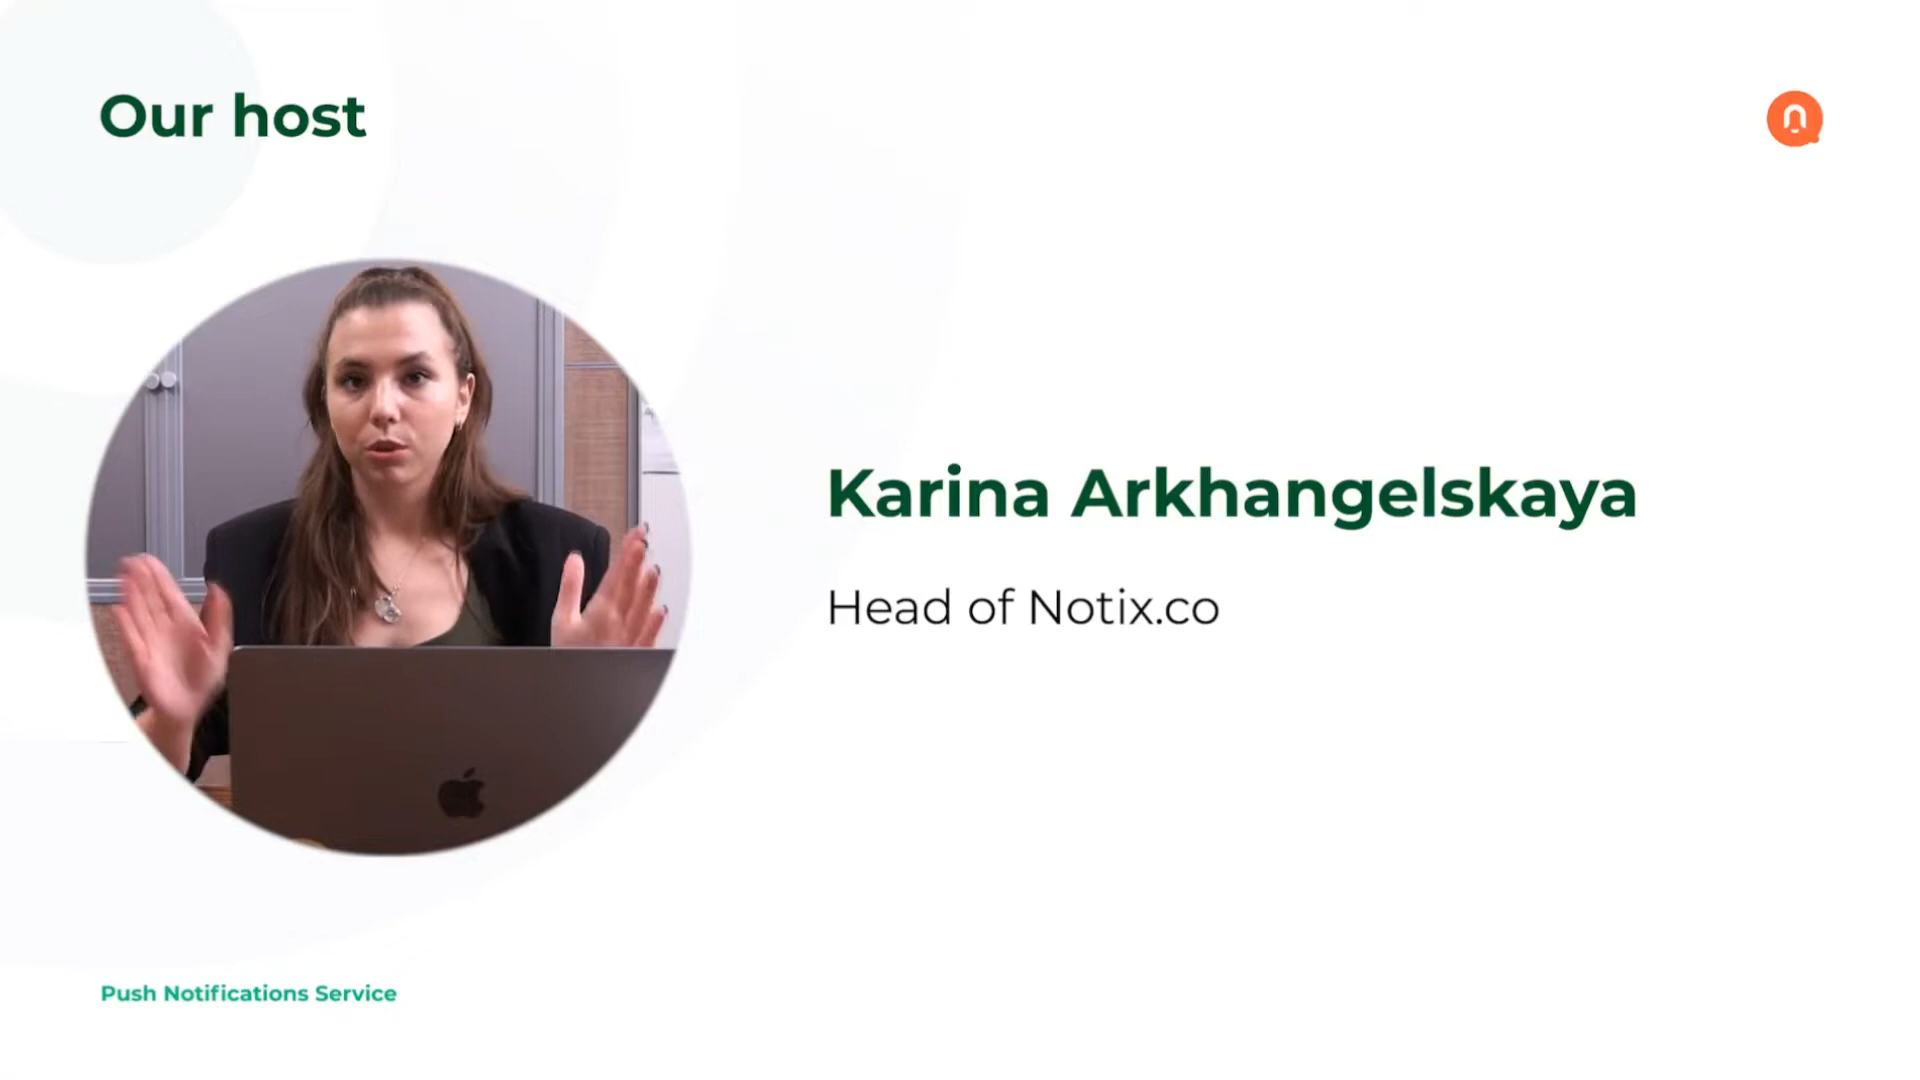 Our host
Karina Arkhangelskaya
Head of Notix.co
Push Notifications Service